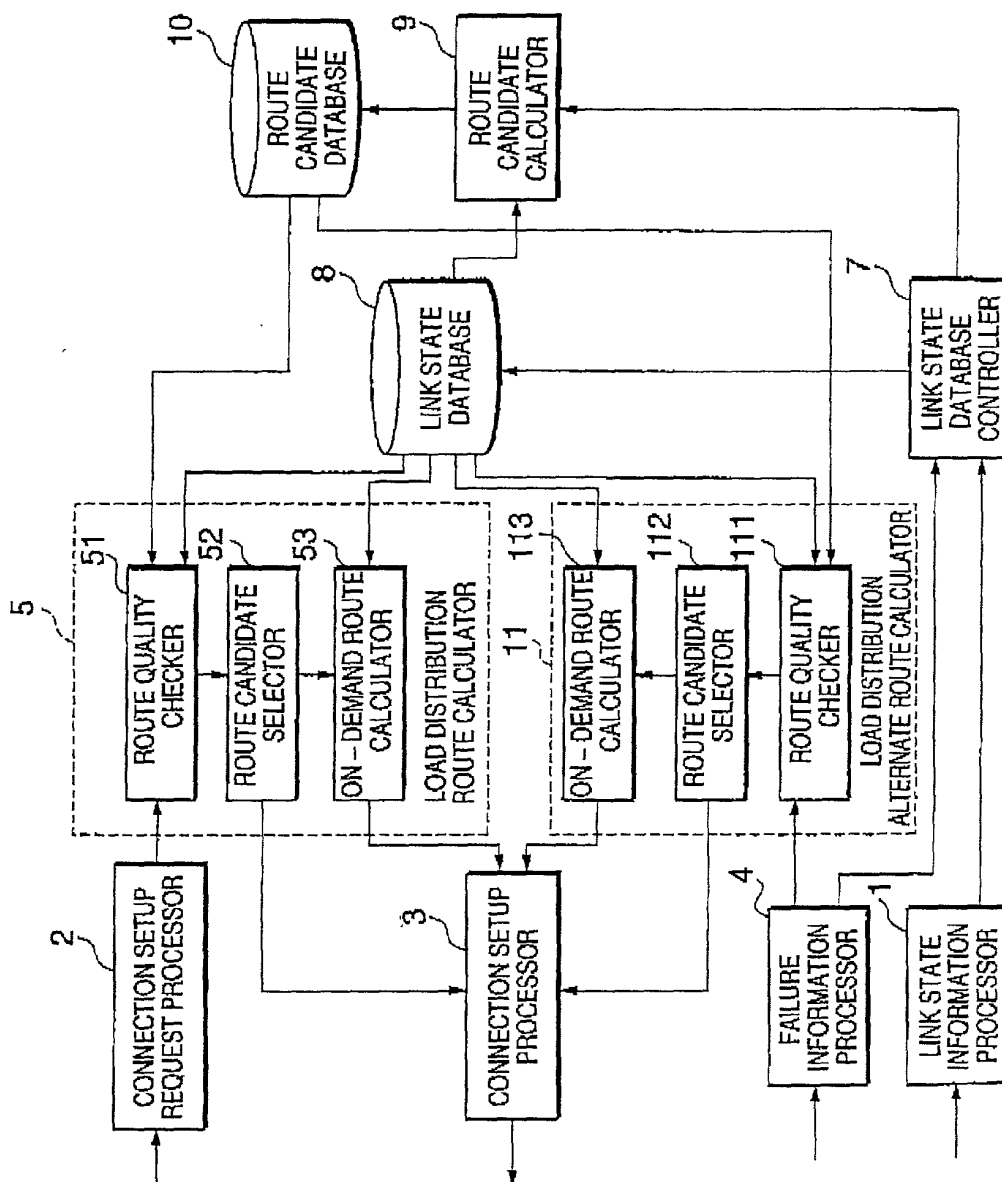 2
CONNECTION SETUP
REQUEST PROCESSOR
3
CONNECTION SETUP
PROCESSOR
4
FAILURE
INFORMATION
PROCESSOR
1
LINK STATE
INFORMATION
PROCESSOR
5
51
ROUTE QUALITY
CHECKER
52
ROUTE CANDIDATE
SELECTOR
53
ON-DEMAND ROUTE
CALCULATOR
LOAD DISTRIBUTION
ROUTE CALCULATOR
11
113
ON-DEMAND ROUTE
CALCULATOR
112
ROUTE CANDIDATE
SELECTOR
111
ROUTE QUALITY
CHECKER
LOAD DISTRIBUTION
ALTERNATE ROUTE CALCULATOR
8
LINK STATE
DATABASE
7
LINK STATE
DATABASE
CONTROLLER
10
ROUTE
CANDIDATE
DATABASE
9
ROUTE
CANDIDATE
CALCULATOR